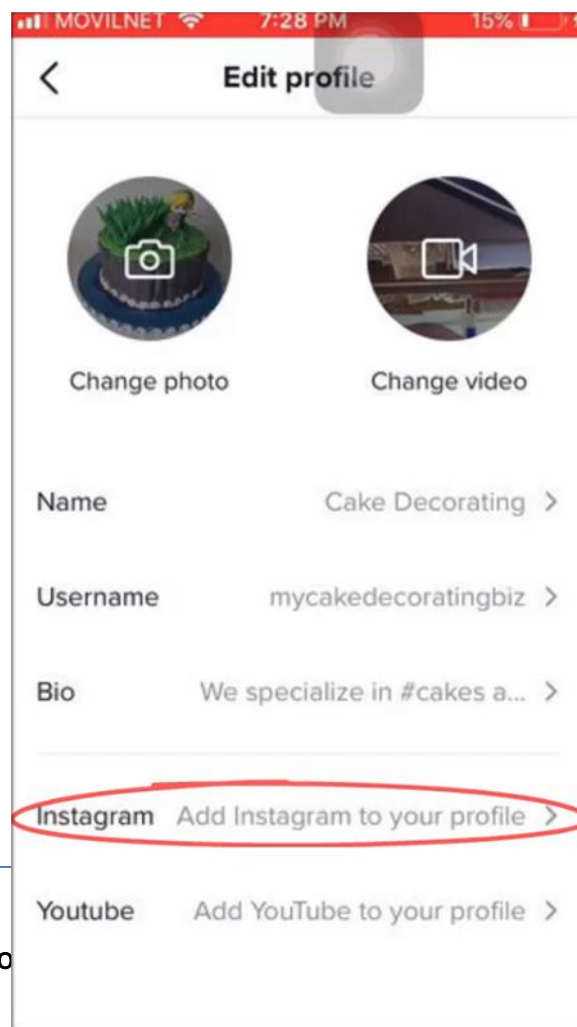 MOVILNET 7:28 PM 15%
Edit profile
Change photo Change video
Name Cake Decorating
Username mycakedecoratingbiz
Bio We specialize in #cakes a...
Instagram Add Instagram to your profile
Youtube Add YouTube to your profile